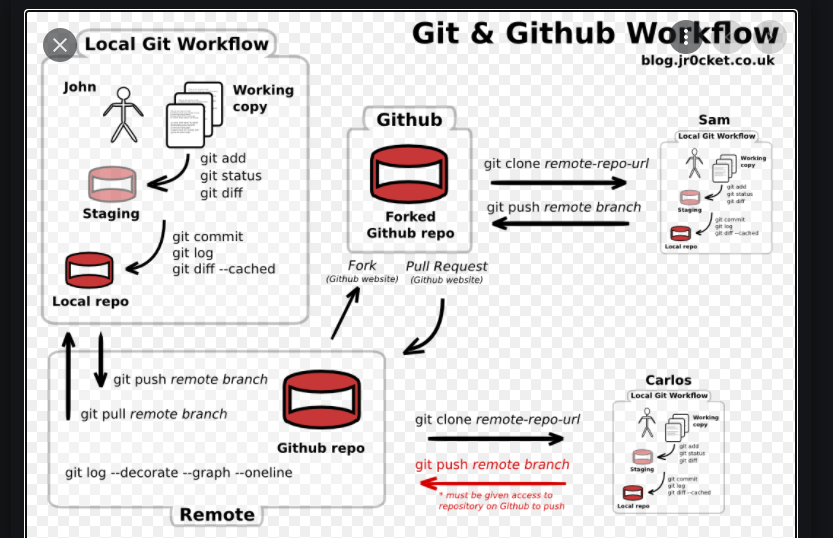 Git & Github Workflow
blog.jr0cket.co.uk
Local Git Workflow
John
Working
copy
git add
git status
git diff
Staging
git commit
git log
git diff --cached
Local repo
Github
Forked
Github repo
Fork
(Github website)
Pull Request
(Github website)
git clone remote-repo-url
git push remote branch
Sam
Local Git Workflow
Working
copy
git add
git status
git diff
Staging
git commit
git log
git diff --cached
Local repo
git push remote branch
git pull remote branch
Github repo
git log --decorate --graph --oneline
Remote
git clone remote-repo-url
git push remote branch
* must be given access to
repository on Github to push
Carlos
Local Git Workflow
Working
copy
git add
git status
git diff
Staging
git commit
git log
git diff --cached
Local repo